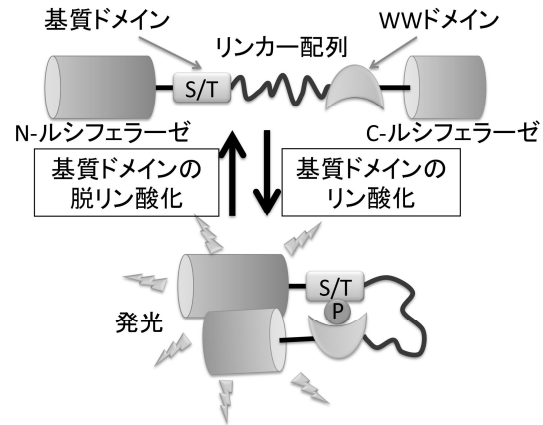 基質ドメイン
WWドメイン
リンカー配列
S/T
N-ルシフェラーゼ
C-ルシフェラーゼ
基質ドメインの
脱リン酸化
基質ドメインの
リン酸化
S/T
P
発光